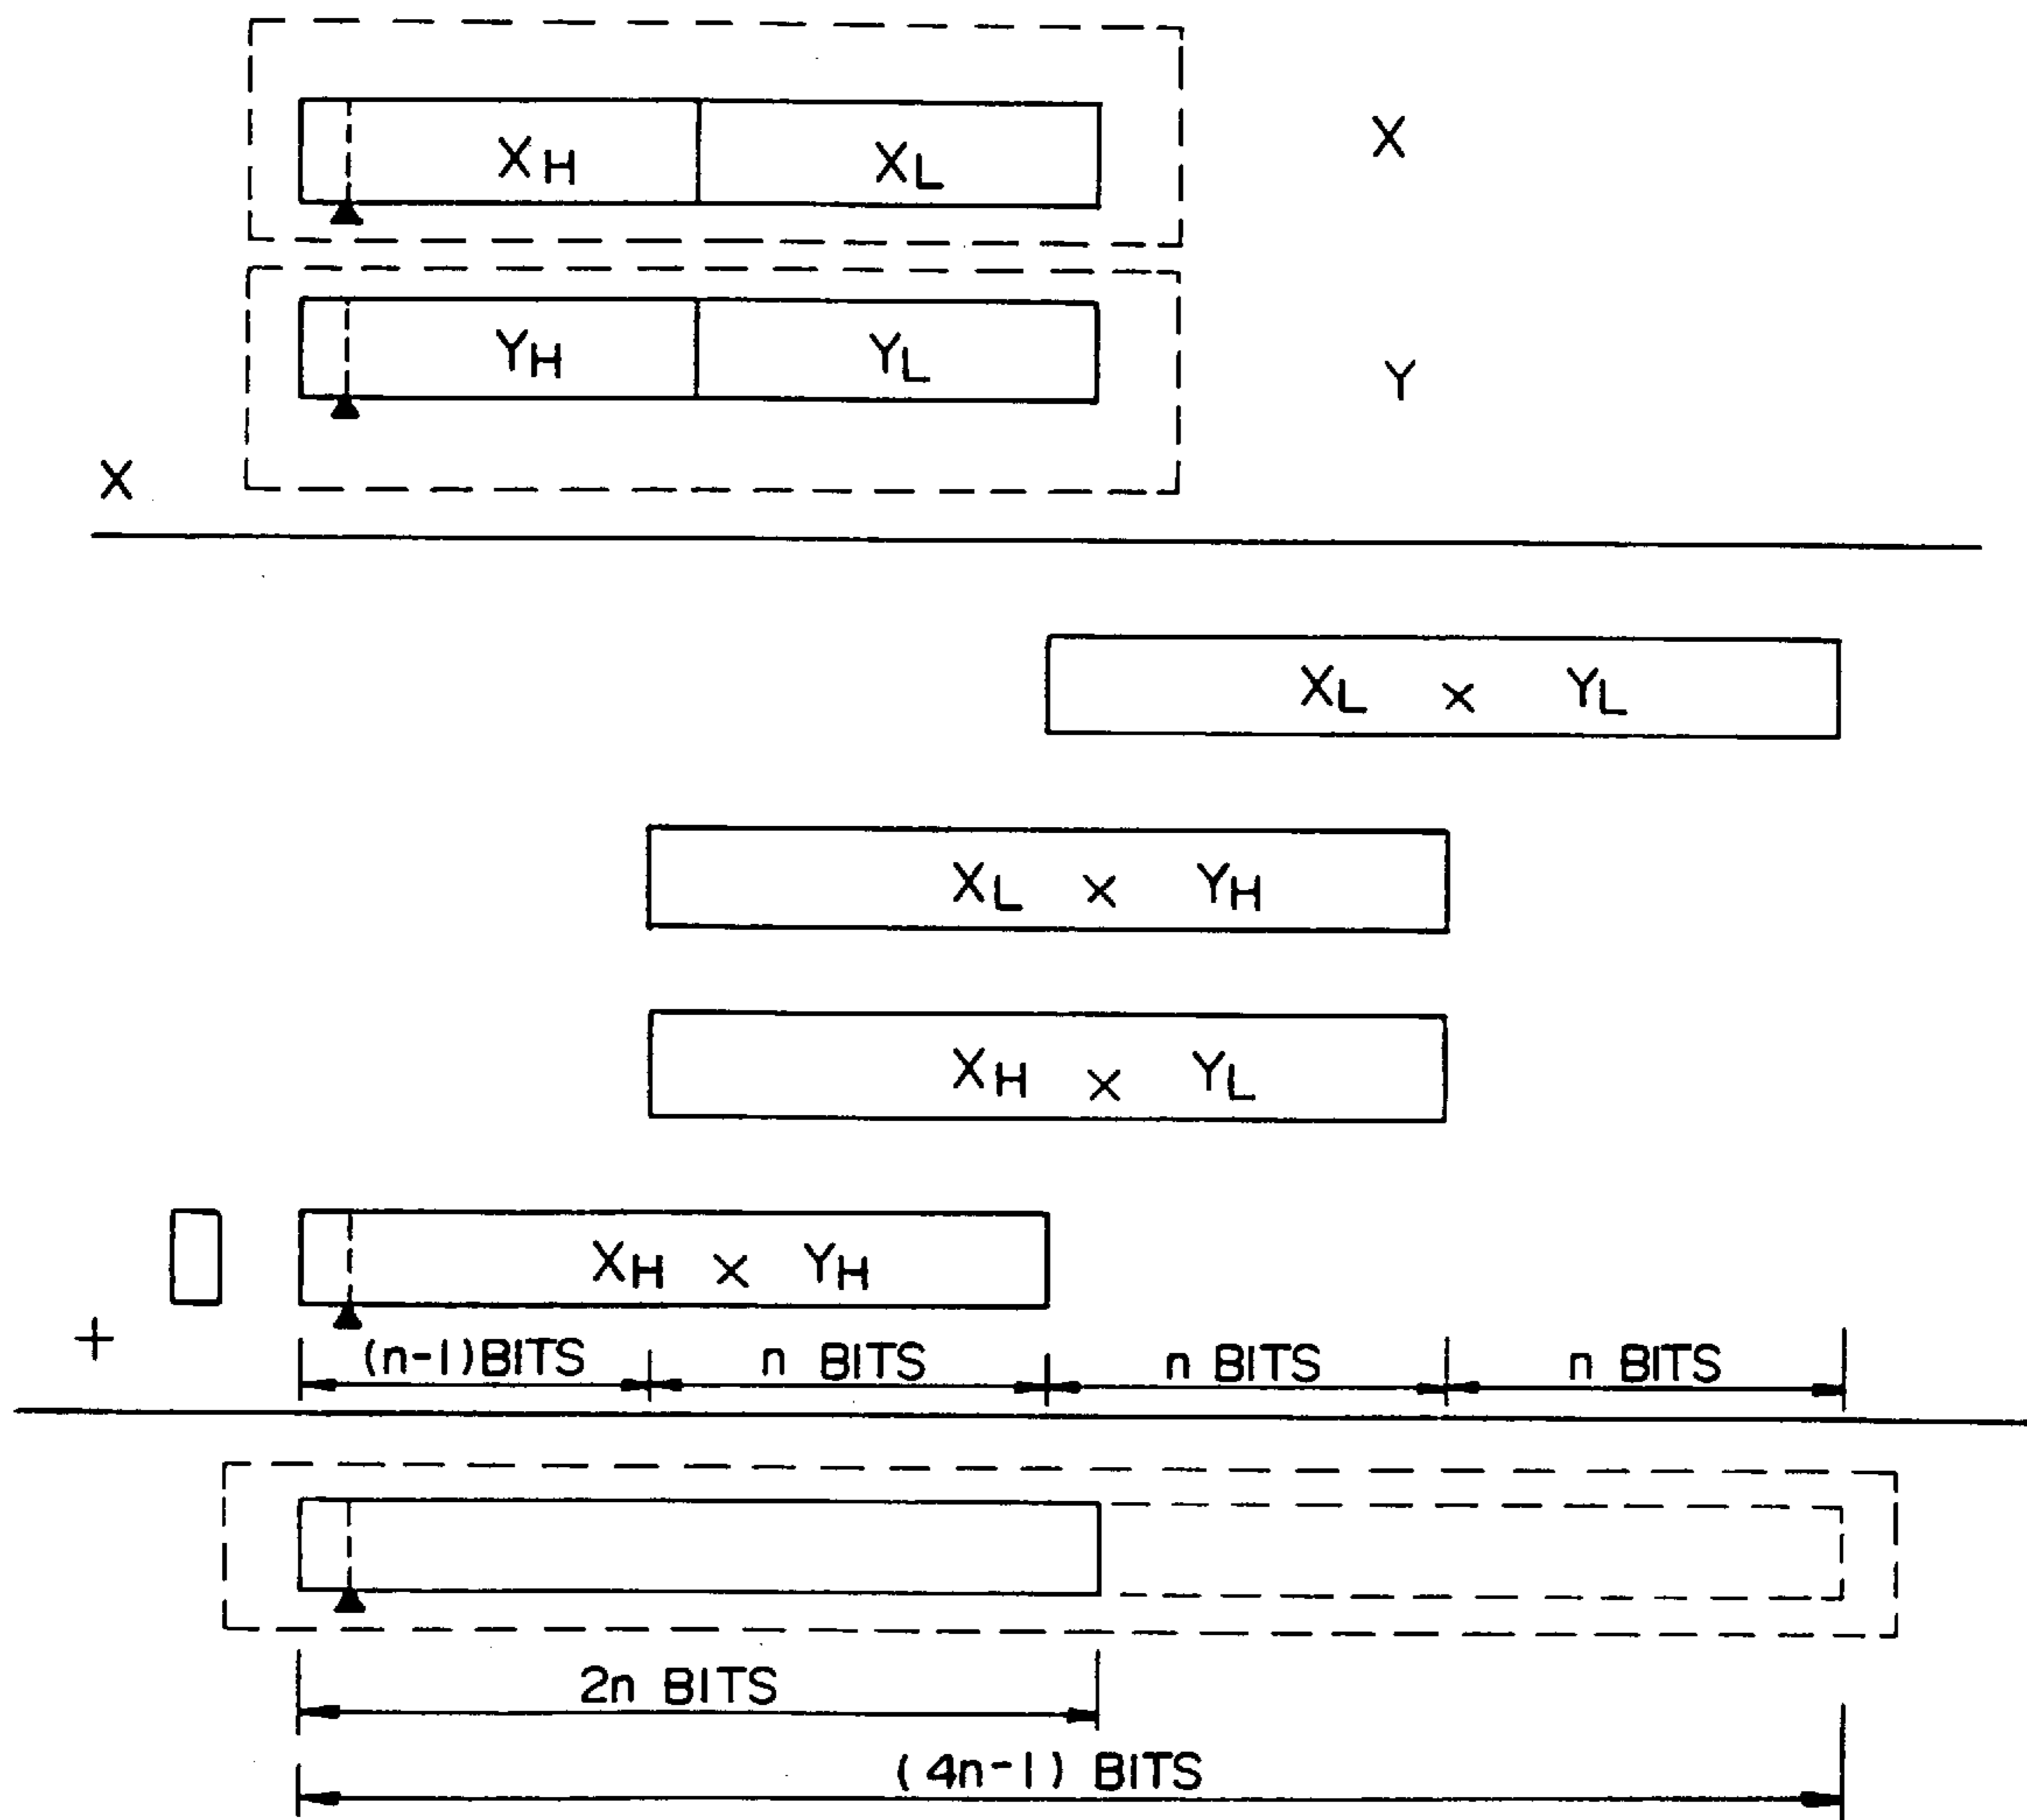 XH XL X
YH YL Y
X
XL x YL
XL x YH
XH x YL
XH x YH
+
(n-1)BITS n BITS n BITS n BITS
2n BITS
(4n-1) BITS